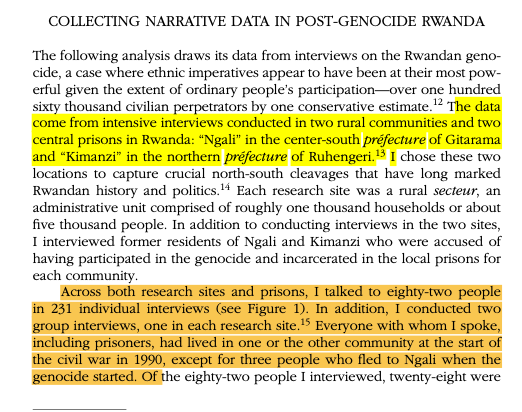 COLLECTING NARRATIVE DATA IN POST-GENOCIDE RWANDA
The following analysis draws its data from interviews on the Rwandan geno-
cide, a case where ethnic imperatives appear to have been at their most pow-
erful given the extent of ordinary people's participation—over one hundred
sixty thousand civilian perpetrators by one conservative estimate.12 The data
come from intensive interviews conducted in two rural communities and two
central prisons in Rwanda: "Ngali" in the center-south préfecture of Gitarama
and "Kimanzi" in the northern préfecture of Ruhengeri.13 I chose these two
locations to capture crucial north-south cleavages that have long marked
Rwandan history and politics.14 Each research site was a rural secteur, an
administrative unit comprised of roughly one thousand households or about
five thousand people. In addition to conducting interviews in the two sites,
I interviewed former residents of Ngali and Kimanzi who were accused of
having participated in the genocide and incarcerated in the local prisons for
each community.
Across both research sites and prisons, I talked to eighty-two people
in 231 individual interviews (see Figure 1). In addition, I conducted two
group interviews, one in each research site.15 Everyone with whom I spoke,
including prisoners, had lived in one or the other community at the start of
the civil war in 1990, except for three people who fled to Ngali when the
genocide started. Of the eighty-two people I interviewed, twenty-eight were